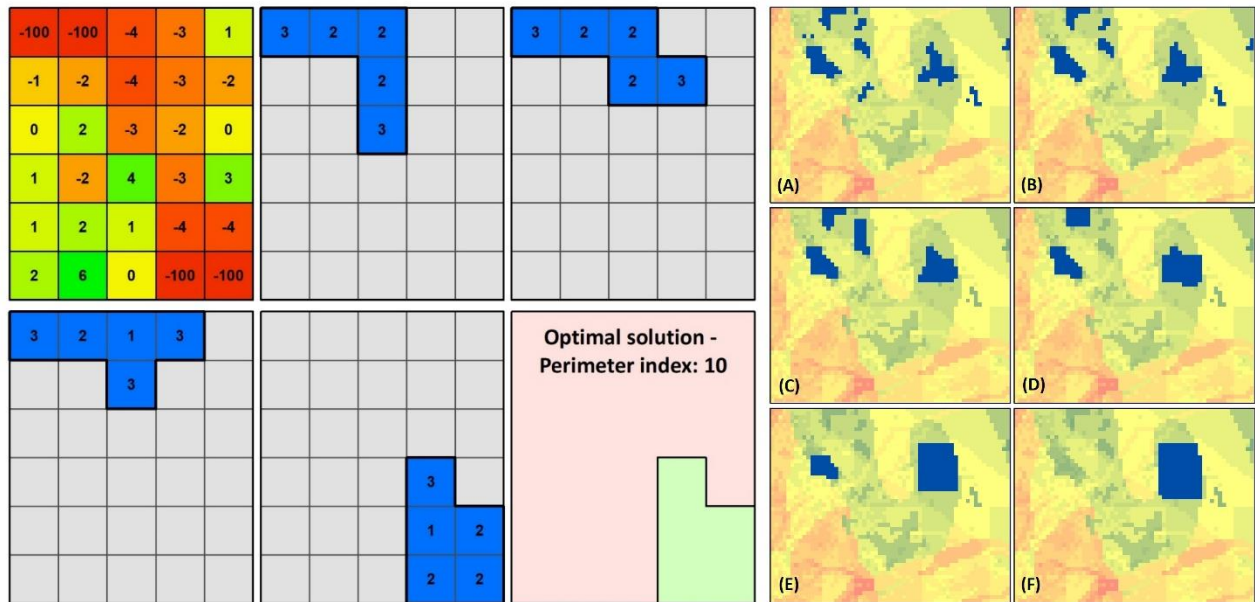 -100 -100 -4 -3 1
-1 -2 -4 -3 -2
0 2 -3 -2 0
1 -2 4 -3 3
1 2 1 -4 -4
2 6 0 -100 -100
3 2 2
2
3
3 2 2
2 3
3 2 1 3
3
3
1 2
2 2
Optimal solution -
Perimeter index: 10
(A)
(B)
(C)
(D)
(E)
(F)